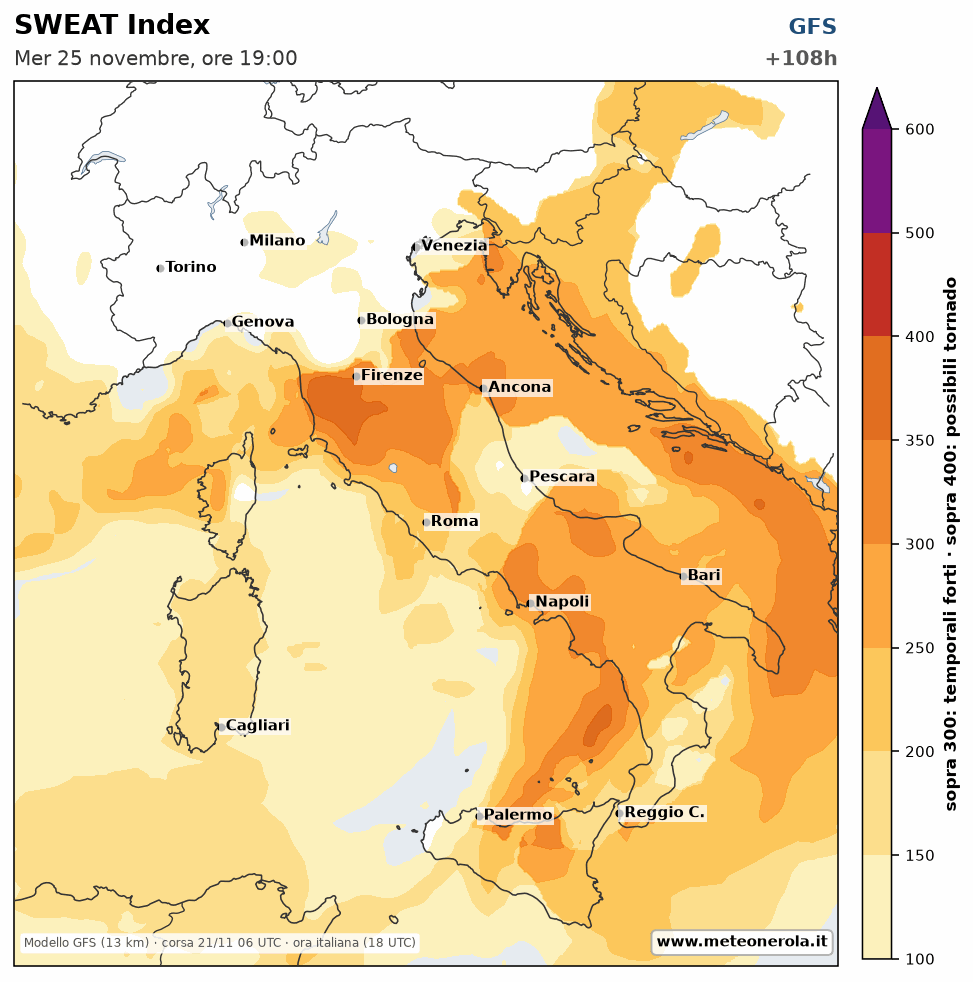 SWEAT Index
GFS
Mer 25 novembre, ore 19:00
+108h
Milano
Venezia
Torino
Genova
Bologna
Firenze
Ancona
Pescara
Roma
Bari
Napoli
Cagliari
Palermo
Reggio C.
Modello GFS (13 km) · corsa 21/11 06 UTC · ora italiana (18 UTC)
www.meteonerola.it
600
500
400
350
300
250
200
150
100
sopra 300: temporali forti · sopra 400: possibili tornado